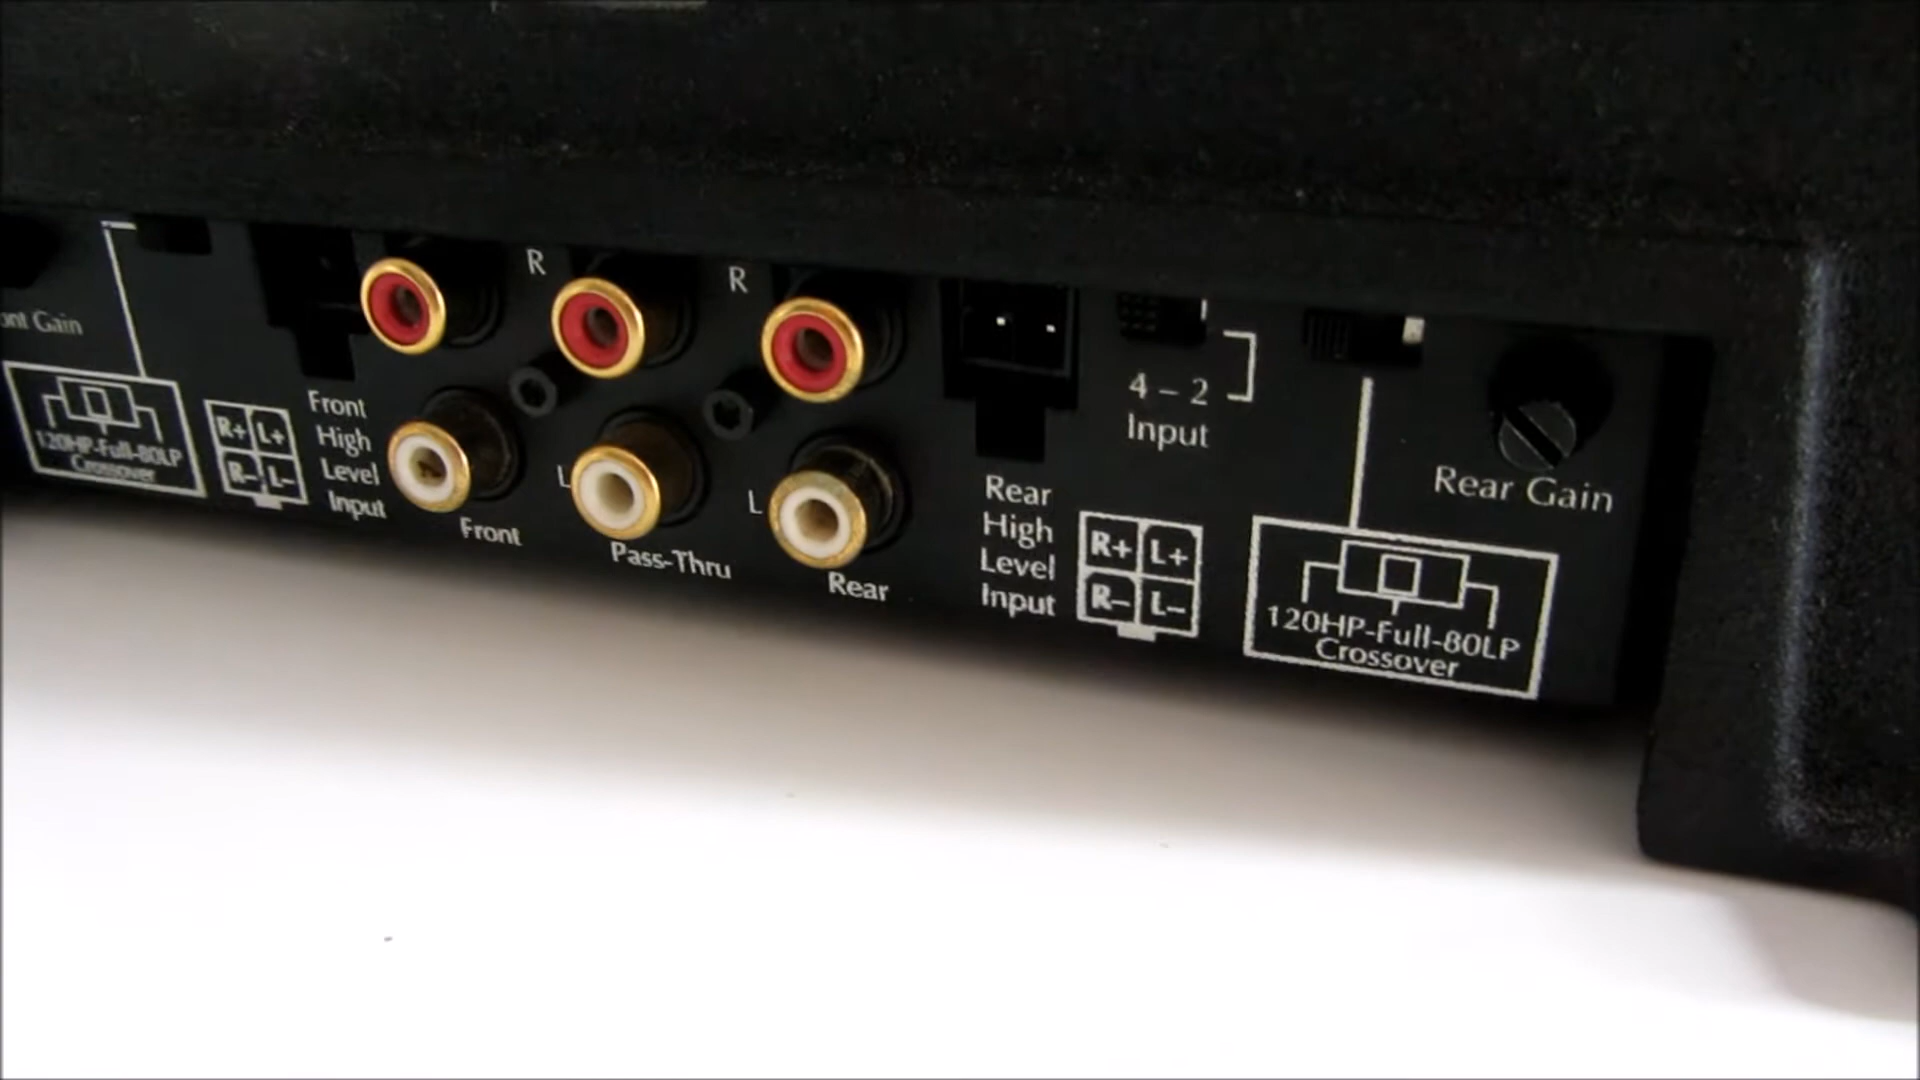 Gain
120HP-Full-80LP
Crossover
R+ L+
R- L-
Front
High
Level
Input
R
L
Front
Pass-Thru
R
L
Rear
Rear
High
Level
Input
R+ L+
R- L-
4 – 2
Input
120HP-Full-80LP
Crossover
Rear Gain